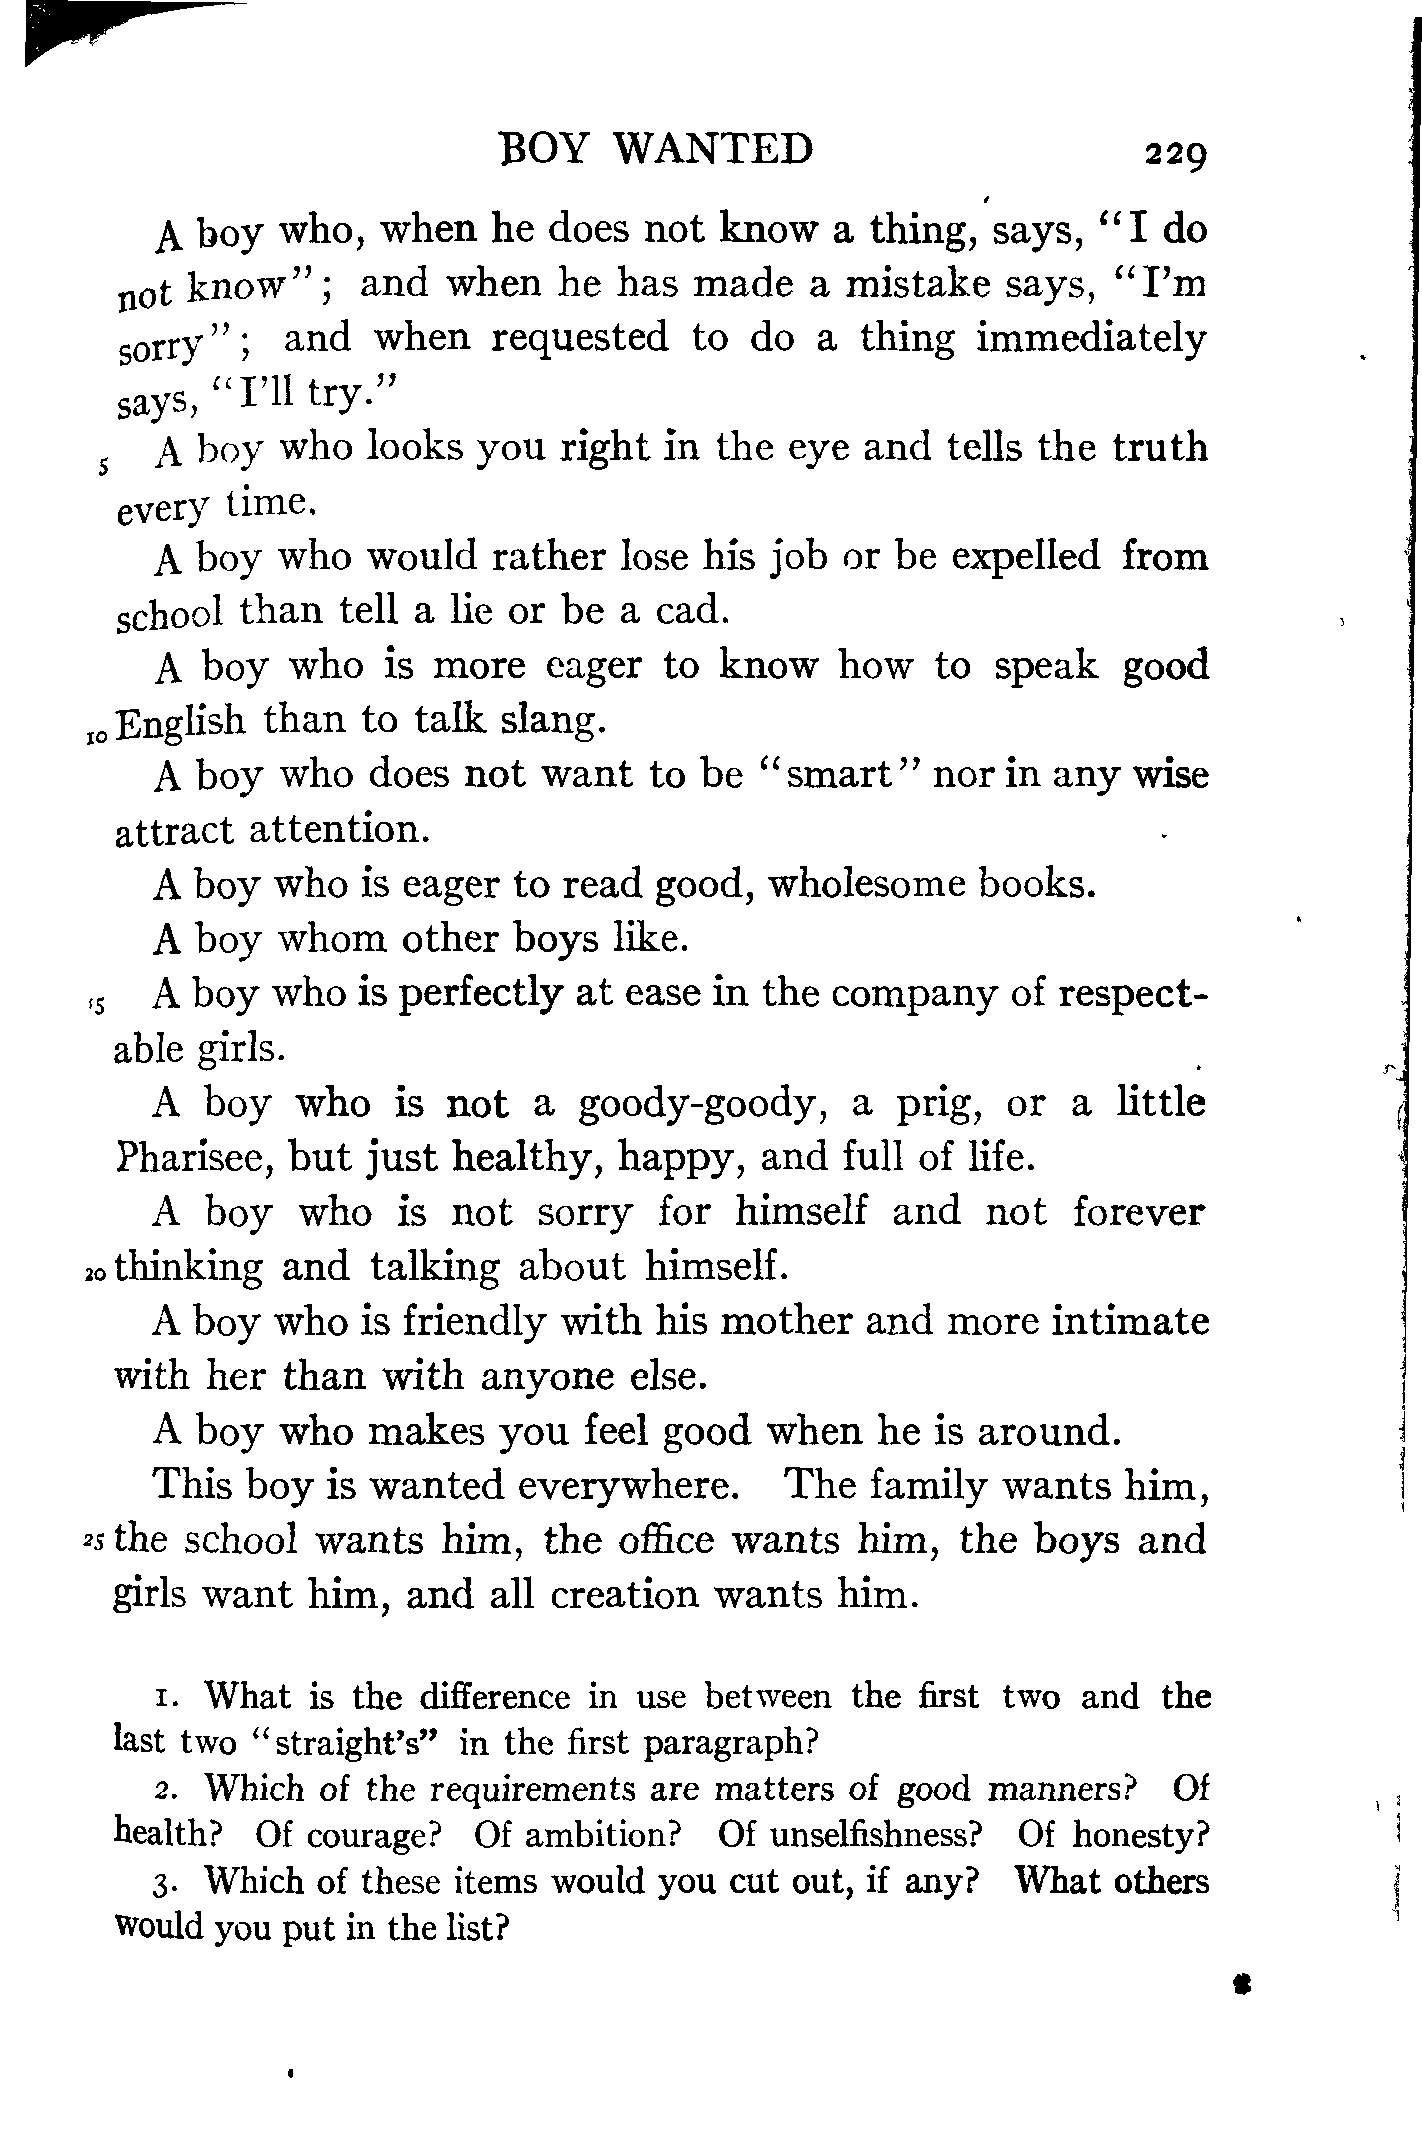 BOY WANTED 229
A boy who, when he does not know a thing, says, "I do
not know"; and when he has made a mistake says, "I'm
sorry"; and when requested to do a thing immediately
says, "I'll try."
5 A boy who looks you right in the eye and tells the truth
every time.
A boy who would rather lose his job or be expelled from
school than tell a lie or be a cad.
A boy who is more eager to know how to speak good
10 English than to talk slang.
A boy who does not want to be "smart" nor in any wise
attract attention.
A boy who is eager to read good, wholesome books.
A boy whom other boys like.
15 A boy who is perfectly at ease in the company of respect-
able girls.
A boy who is not a goody-goody, a prig, or a little
Pharisee, but just healthy, happy, and full of life.
A boy who is not sorry for himself and not forever
20 thinking and talking about himself.
A boy who is friendly with his mother and more intimate
with her than with anyone else.
A boy who makes you feel good when he is around.
This boy is wanted everywhere. The family wants him,
25 the school wants him, the office wants him, the boys and
girls want him, and all creation wants him.
1. What is the difference in use between the first two and the
last two "straight's" in the first paragraph?
2. Which of the requirements are matters of good manners? Of
health? Of courage? Of ambition? Of unselfishness? Of honesty?
3. Which of these items would you cut out, if any? What others
would you put in the list?